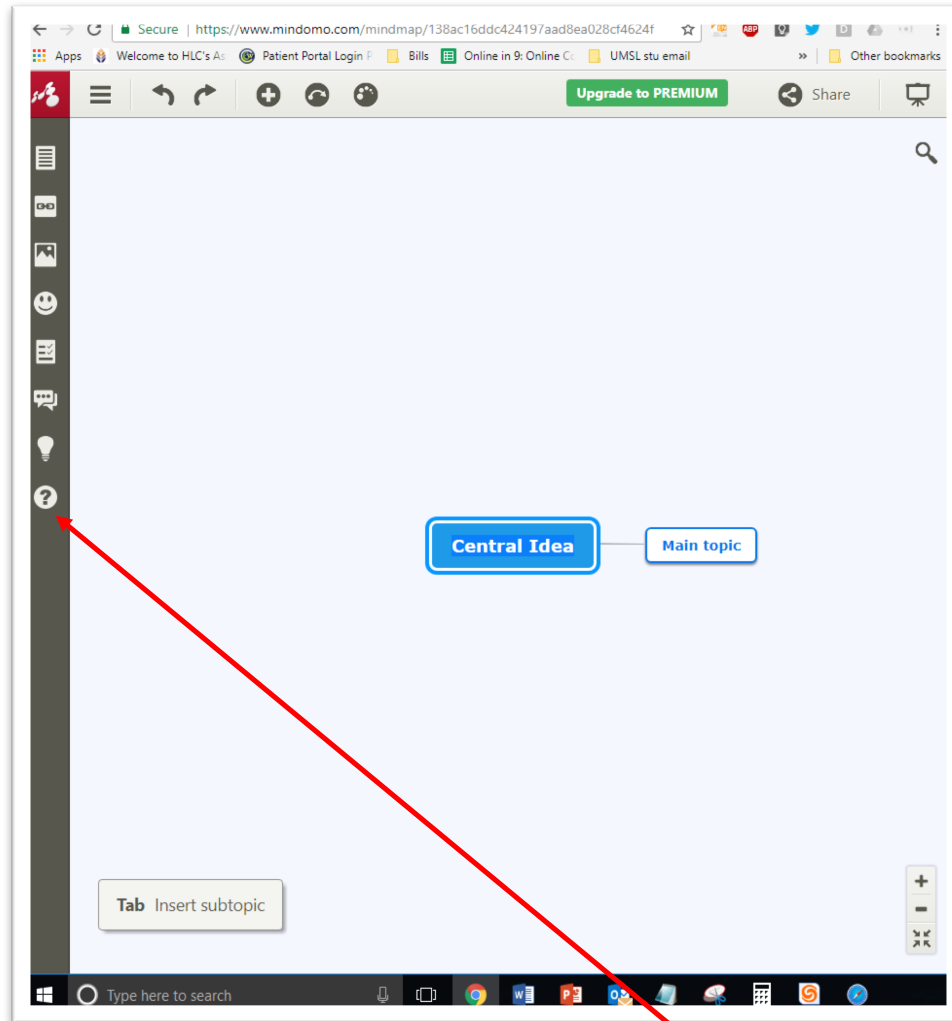 Secure | https://www.mindomo.com/mindmap/138ac16ddc424197aad8ea028cf4624f
Apps Welcome to HLC's As Patient Portal Login P Bills Online in 9: Online Co UMSL stu email » Other bookmarks
Upgrade to PREMIUM Share
Central Idea Main topic
Tab Insert subtopic
Type here to search